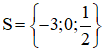 S = {-3;0;1/2}